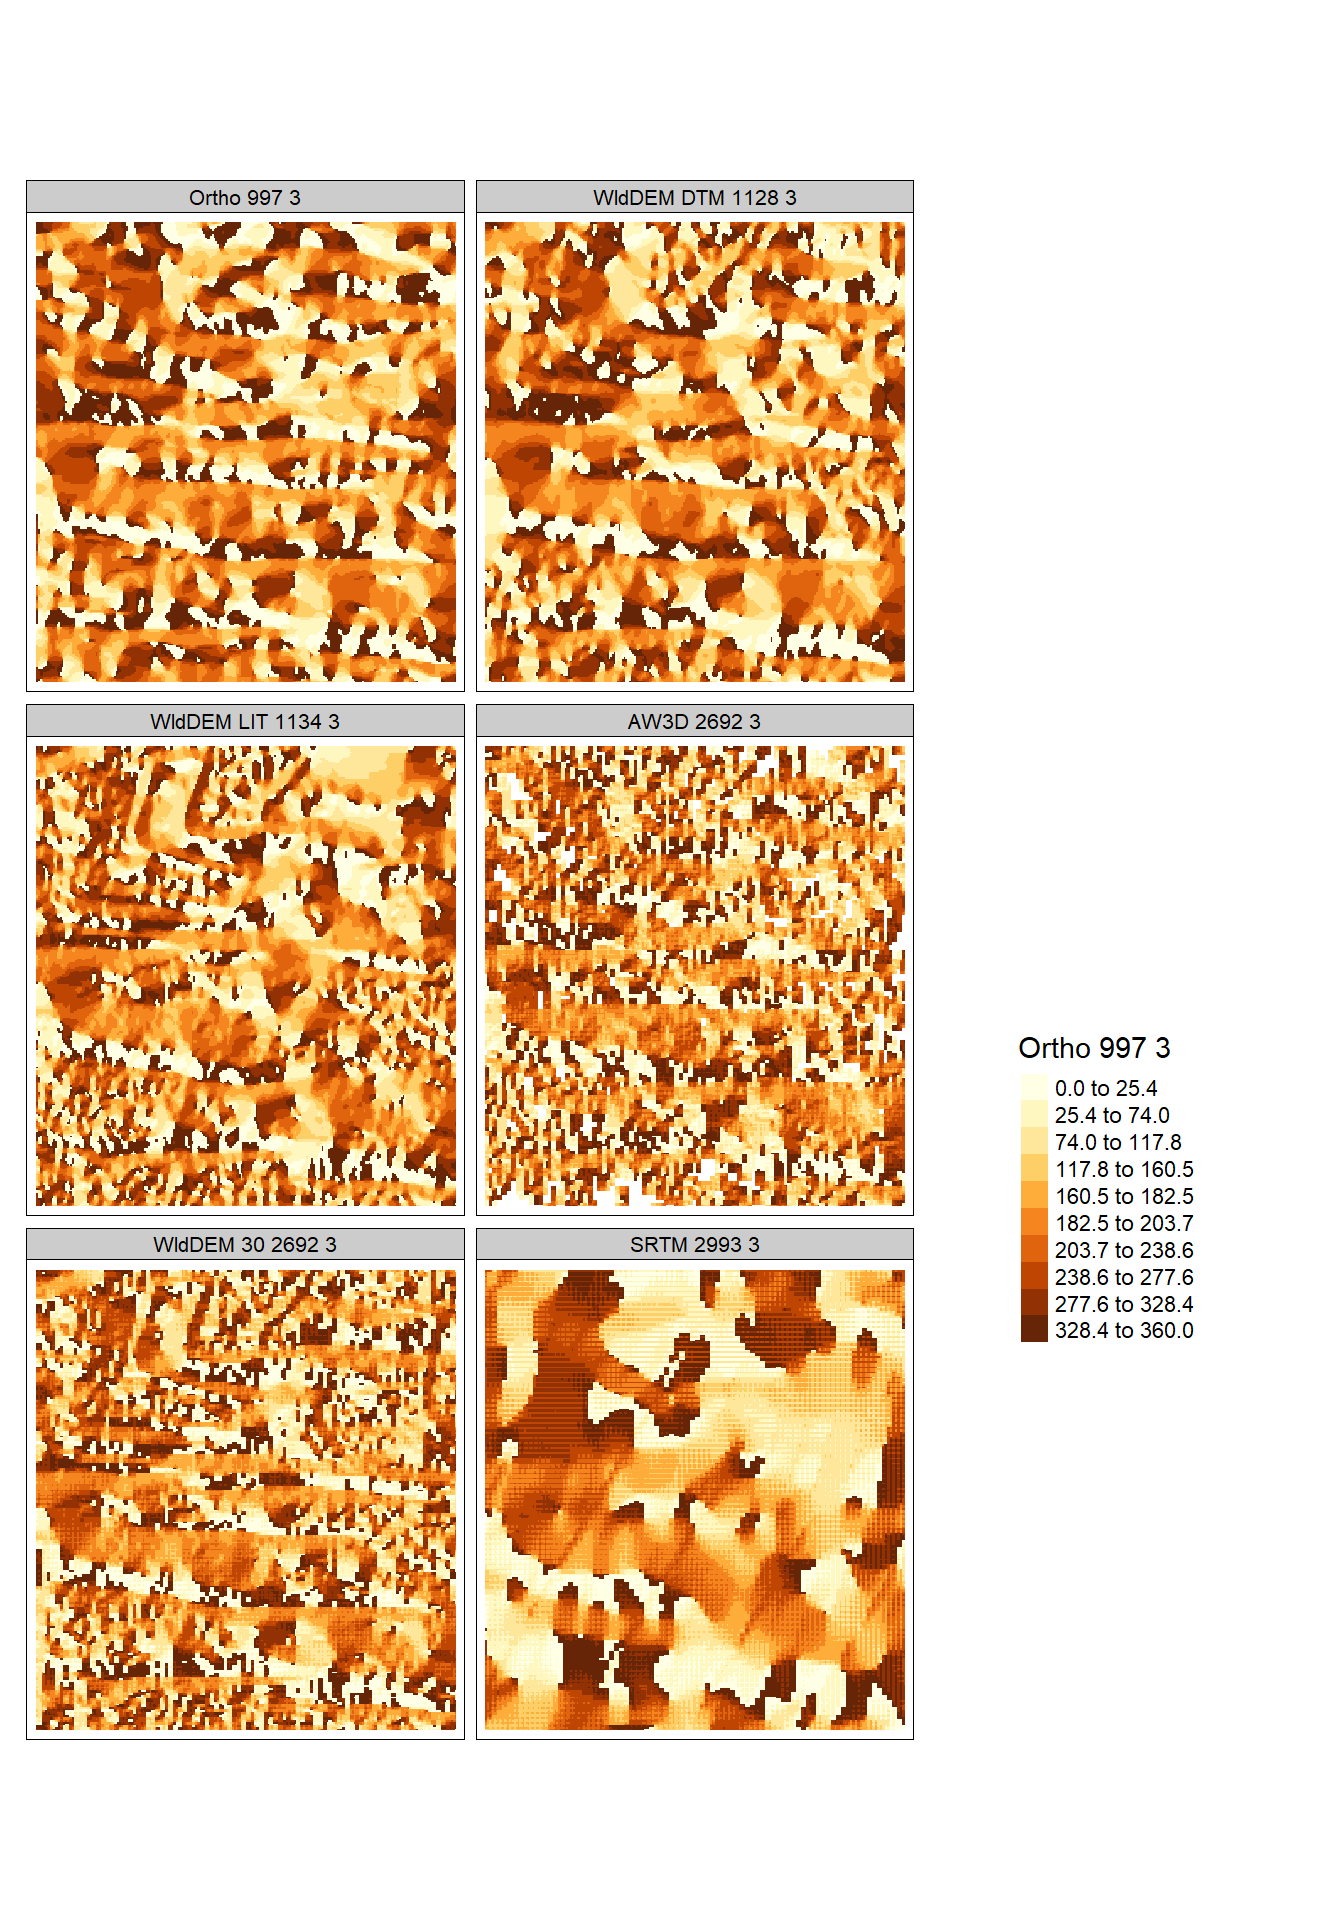 Ortho 997 3
WldDEM DTM 1128 3
WldDEM LIT 1134 3
AW3D 2692 3
WldDEM 30 2692 3
SRTM 2993 3
Ortho 997 3
0.0 to 25.4
25.4 to 74.0
74.0 to 117.8
117.8 to 160.5
160.5 to 182.5
182.5 to 203.7
203.7 to 238.6
238.6 to 277.6
277.6 to 328.4
328.4 to 360.0